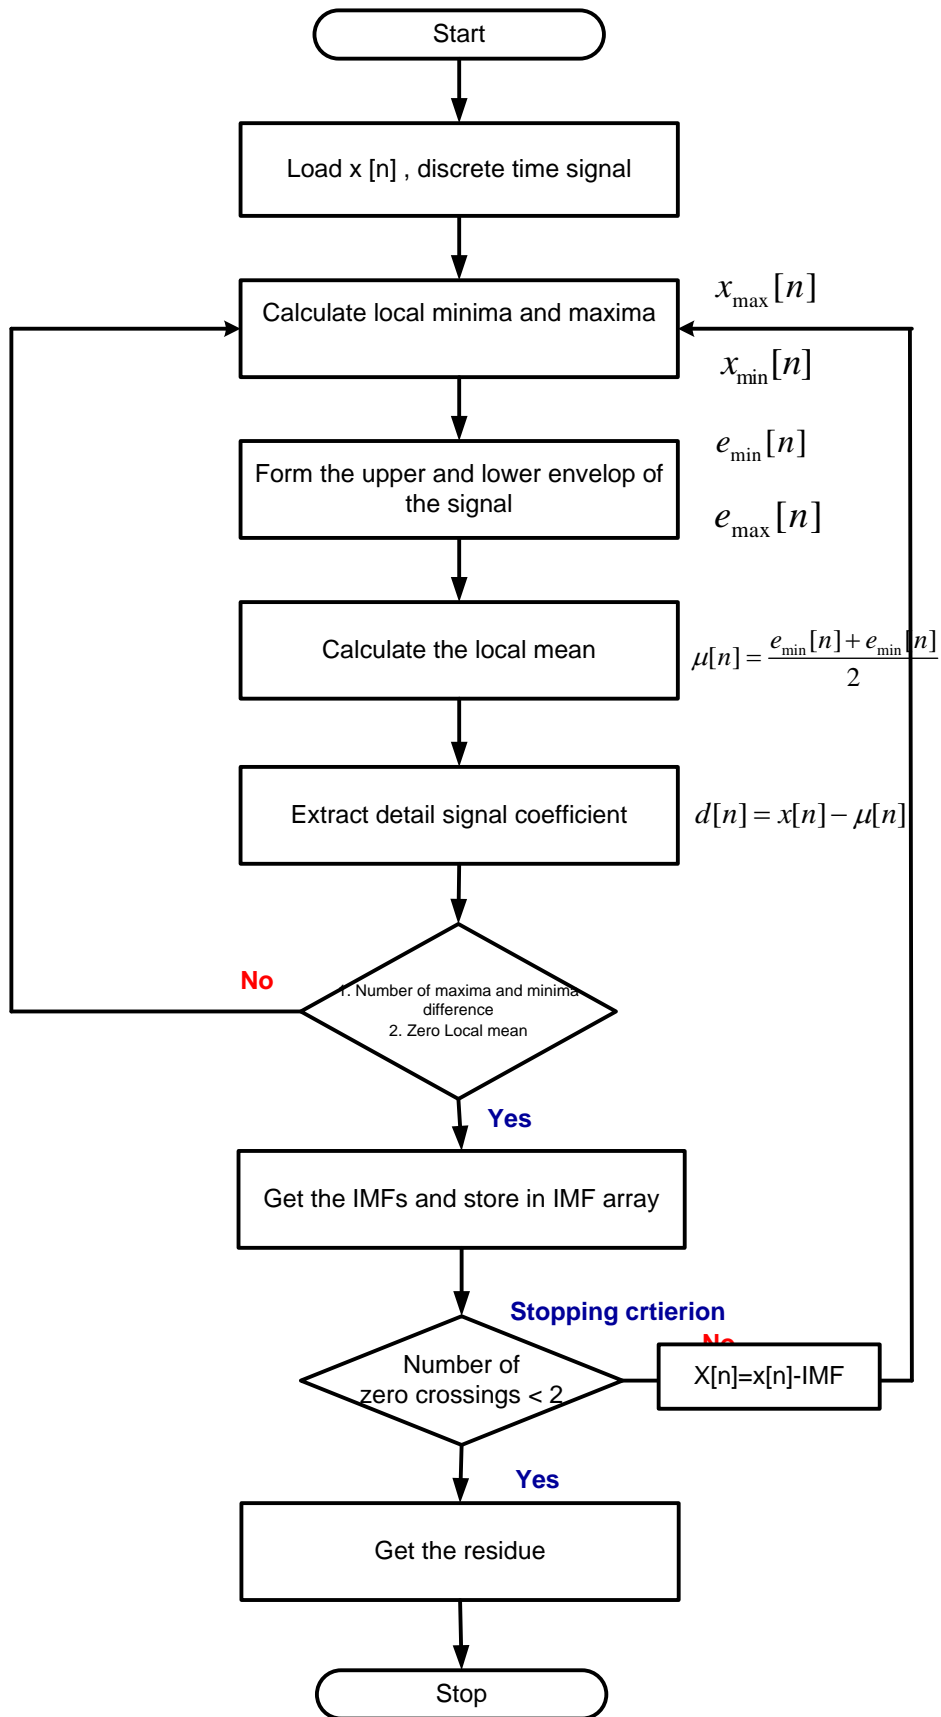 Start
Load x [n] , discrete time signal
Calculate local minima and maxima
x_max[n]
x_min[n]
Form the upper and lower envelop of
the signal
e_min[n]
e_max[n]
Calculate the local mean
μ[n] = (e_min[n] + e_min[n]) / 2
Extract detail signal coefficient
d[n] = x[n] − μ[n]
No
1. Number of maxima and minima
difference
2. Zero Local mean
Yes
Get the IMFs and store in IMF array
Stopping crtierion
No
Number of
zero crossings < 2
X[n]=x[n]-IMF
Yes
Get the residue
Stop